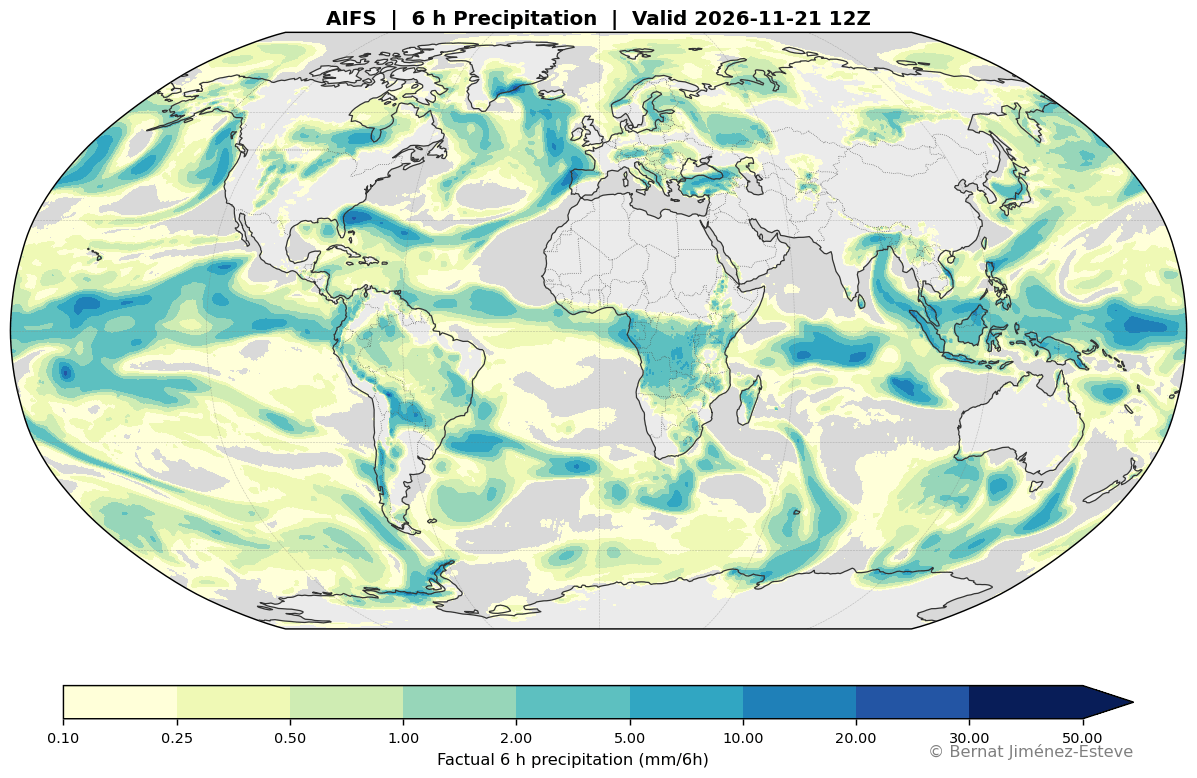 AIFS | 6 h Precipitation | Valid 2026-11-21 12Z
0.10 0.25 0.50 1.00 2.00 5.00 10.00 20.00 30.00 50.00
Factual 6 h precipitation (mm/6h)
© Bernat Jiménez-Esteve